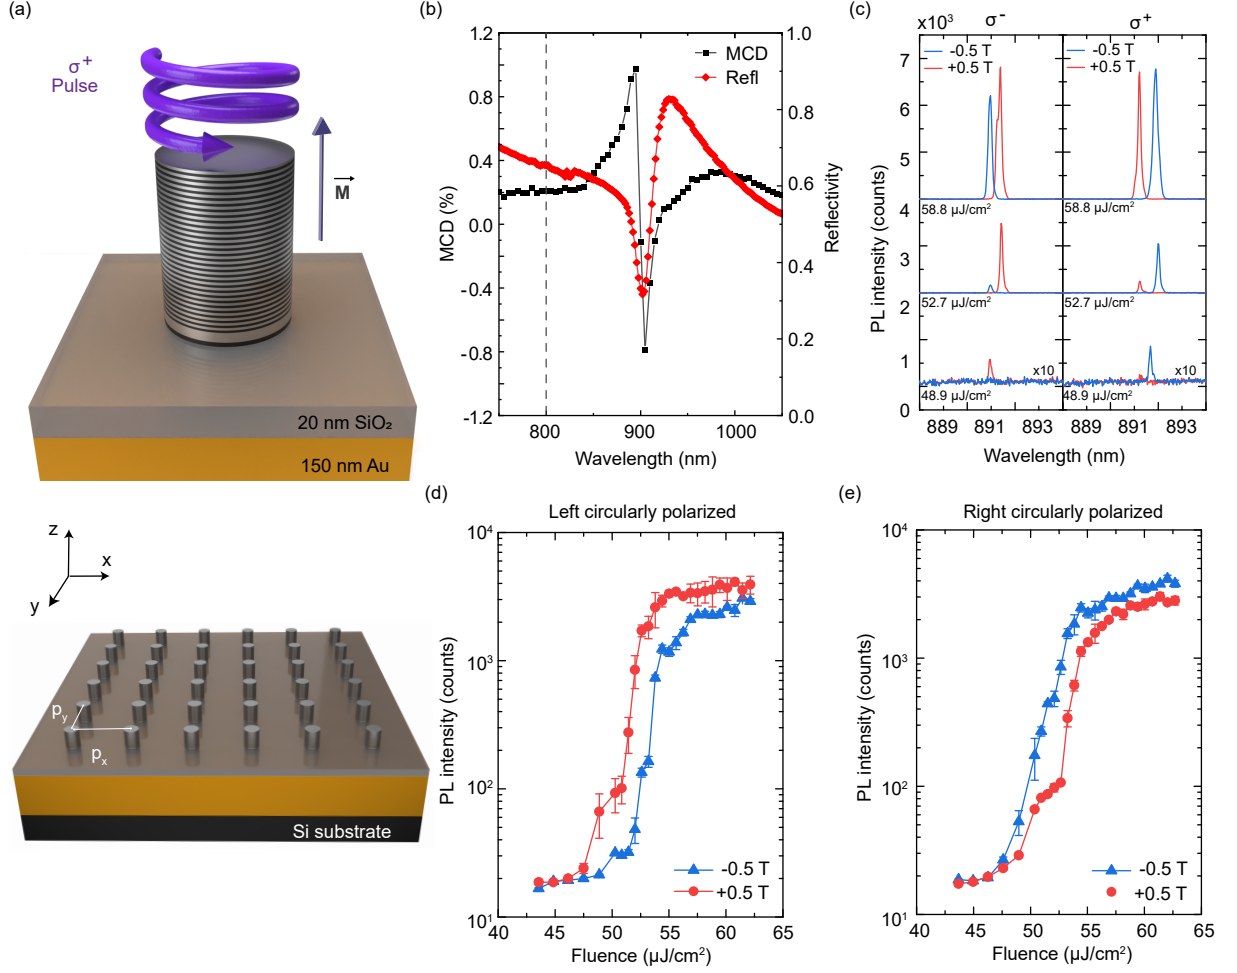 (a)
σ+
Pulse
M
20 nm SiO₂
150 nm Au
z
x
y
py
px
Si substrate
(b)
1.2
0.8
0.4
0.0
-0.4
-0.8
-1.2
MCD (%)
MCD
Refl
1.0
0.8
0.6
0.4
0.2
0.0
Reflectivity
800
900
1000
Wavelength (nm)
(c)
x10³
σ-
σ+
-0.5 T
+0.5 T
-0.5 T
+0.5 T
7
6
5
4
3
2
1
0
PL intensity (counts)
58.8 µJ/cm²
58.8 µJ/cm²
52.7 µJ/cm²
52.7 µJ/cm²
x10
x10
48.9 µJ/cm²
48.9 µJ/cm²
889 891 893
889 891 893
Wavelength (nm)
(d)
Left circularly polarized
10⁴
10³
10²
10¹
PL intensity (counts)
-0.5 T
+0.5 T
40 45 50 55 60 65
Fluence (µJ/cm²)
(e)
Right circularly polarized
10⁴
10³
10²
10¹
PL intensity (counts)
-0.5 T
+0.5 T
40 45 50 55 60 65
Fluence (µJ/cm²)